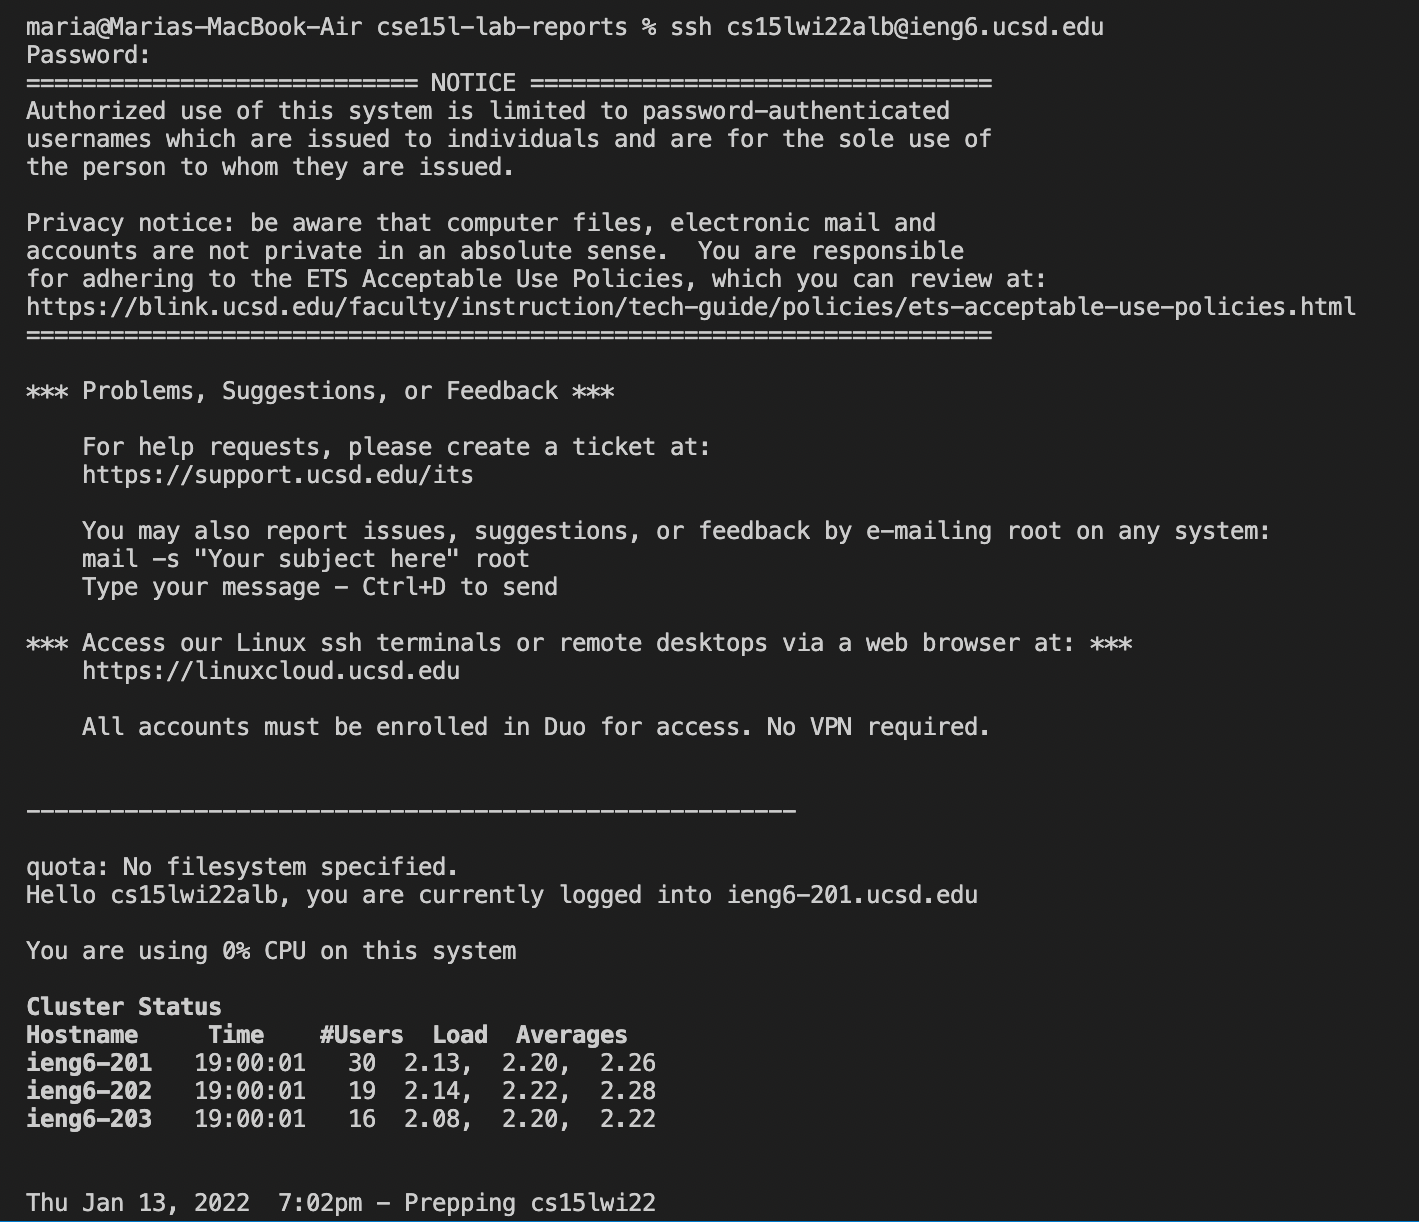 maria@Marias-MacBook-Air cse15l-lab-reports % ssh cs15lwi22alb@ieng6.ucsd.edu
Password:
============================ NOTICE =================================
Authorized use of this system is limited to password-authenticated
usernames which are issued to individuals and are for the sole use of
the person to whom they are issued.

Privacy notice: be aware that computer files, electronic mail and
accounts are not private in an absolute sense.  You are responsible
for adhering to the ETS Acceptable Use Policies, which you can review at:
https://blink.ucsd.edu/faculty/instruction/tech-guide/policies/ets-acceptable-use-policies.html
=====================================================================

*** Problems, Suggestions, or Feedback ***

    For help requests, please create a ticket at:
    https://support.ucsd.edu/its

    You may also report issues, suggestions, or feedback by e-mailing root on any system:
    mail -s "Your subject here" root
    Type your message - Ctrl+D to send

*** Access our Linux ssh terminals or remote desktops via a web browser at: ***
    https://linuxcloud.ucsd.edu

    All accounts must be enrolled in Duo for access. No VPN required.


-------------------------------------------------------

quota: No filesystem specified.
Hello cs15lwi22alb, you are currently logged into ieng6-201.ucsd.edu

You are using 0% CPU on this system

Cluster Status
Hostname     Time    #Users  Load  Averages
ieng6-201   19:00:01   30  2.13,  2.20,  2.26
ieng6-202   19:00:01   19  2.14,  2.22,  2.28
ieng6-203   19:00:01   16  2.08,  2.20,  2.22


Thu Jan 13, 2022  7:02pm - Prepping cs15lwi22